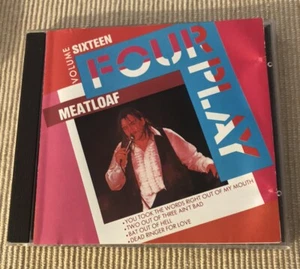 VOLUME SIXTEEN
FOUR PLAY
MEATLOAF
•YOU TOOK THE WORDS RIGHT OUT OF MY MOUTH
•TWO OUT OF THREE AIN'T BAD
•BAT OUT OF HELL
•DEAD RINGER FOR LOVE